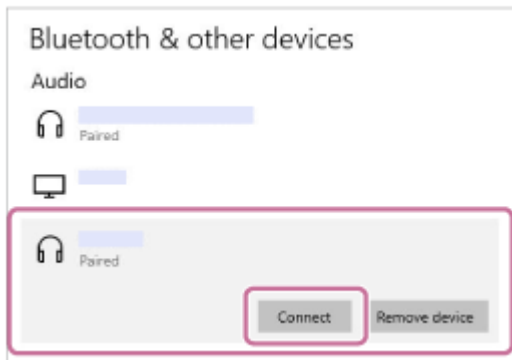 Bluetooth & other devices
Audio
Paired
Paired
Connect
Remove device